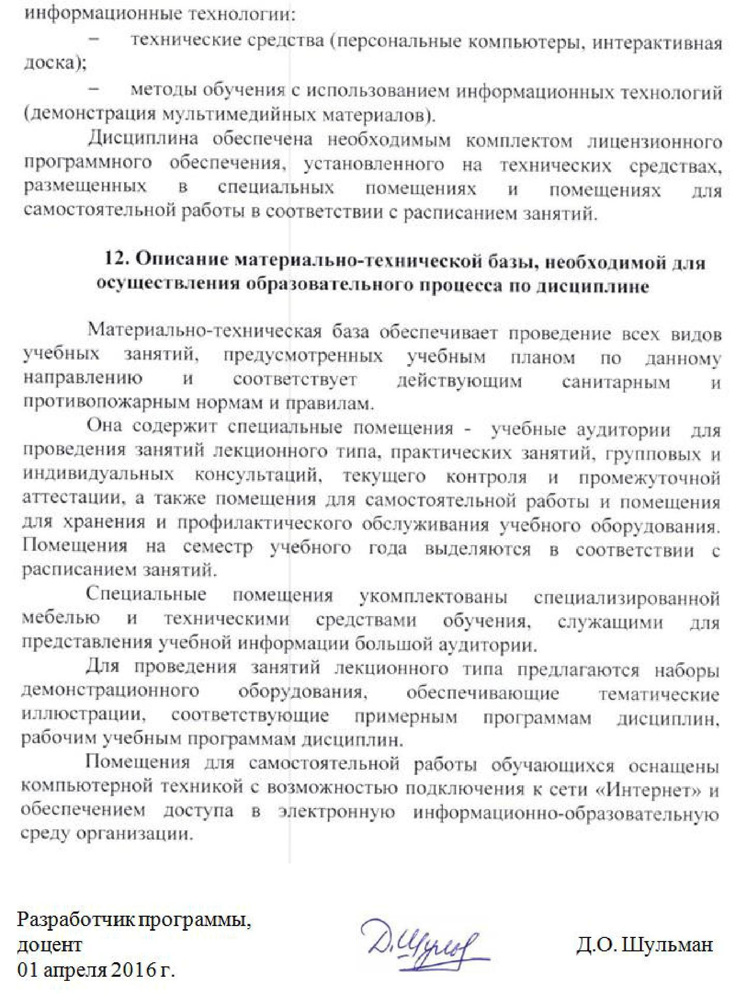 информационные технологии:
– технические средства (персональные компьютеры, интерактивная
доска);
– методы обучения с использованием информационных технологий
(демонстрация мультимедийных материалов).
Дисциплина обеспечена необходимым комплектом лицензионного
программного обеспечения, установленного на технических средствах,
размещенных в специальных помещениях и помещениях для
самостоятельной работы в соответствии с расписанием занятий.
12. Описание материально-технической базы, необходимой для
осуществления образовательного процесса по дисциплине
Материально-техническая база обеспечивает проведение всех видов
учебных занятий, предусмотренных учебным планом по данному
направлению и соответствует действующим санитарным и
противопожарным нормам и правилам.
Она содержит специальные помещения - учебные аудитории для
проведения занятий лекционного типа, практических занятий, групповых и
индивидуальных консультаций, текущего контроля и промежуточной
аттестации, а также помещения для самостоятельной работы и помещения
для хранения и профилактического обслуживания учебного оборудования.
Помещения на семестр учебного года выделяются в соответствии с
расписанием занятий.
Специальные помещения укомплектованы специализированной
мебелью и техническими средствами обучения, служащими для
представления учебной информации большой аудитории.
Для проведения занятий лекционного типа предлагаются наборы
демонстрационного оборудования, обеспечивающие тематические
иллюстрации, соответствующие примерным программам дисциплин,
рабочим учебным программам дисциплин.
Помещения для самостоятельной работы обучающихся оснащены
компьютерной техникой с возможностью подключения к сети «Интернет» и
обеспечением доступа в электронную информационно-образовательную
среду организации.
Разработчик программы,
доцент
Д.О. Шульман
01 апреля 2016 г.